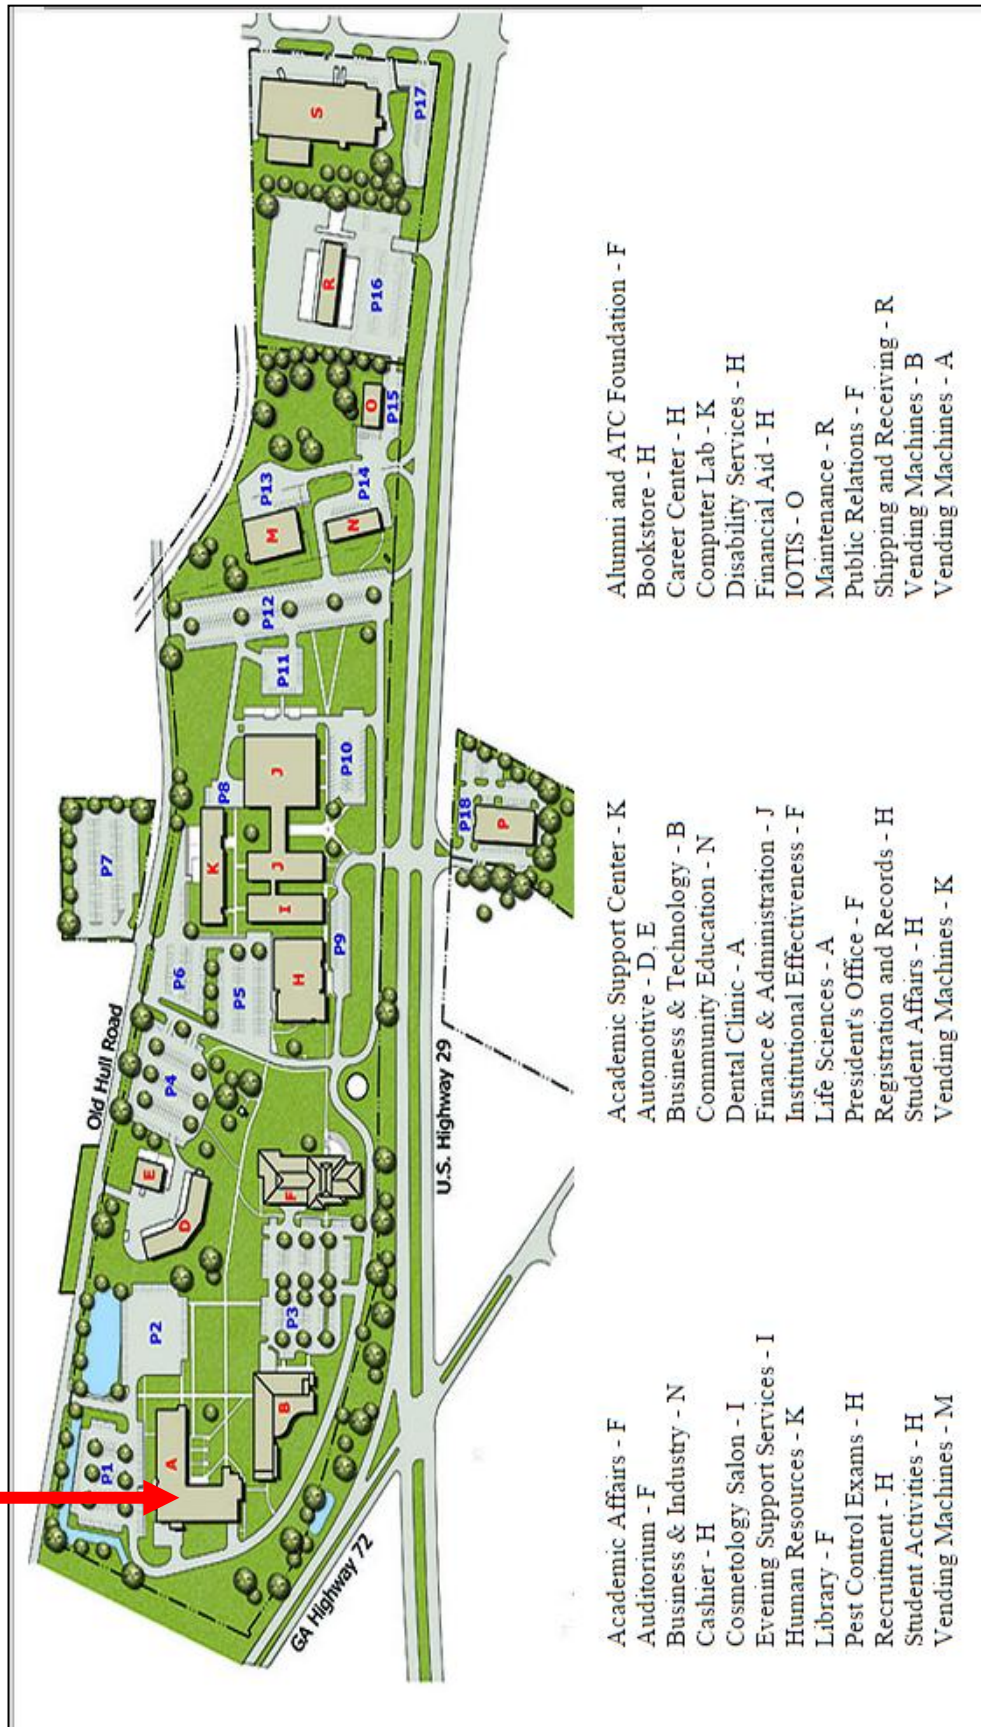 Old Hull Road
U.S. Highway 29
GA Highway 72
P1
P2
P3
P4
P5
P6
P7
P8
P9
P10
P11
P12
P13
P14
P15
P16
P17
P18
A
B
D
E
F
H
I
J
J
K
M
N
O
P
R
S
Academic Affairs - F
Auditorium - F
Business & Industry - N
Cashier - H
Cosmetology Salon - I
Evening Support Services - I
Human Resources - K
Library - F
Pest Control Exams - H
Recruitment - H
Student Activities - H
Vending Machines - M
Academic Support Center - K
Automotive - D, E
Business & Technology - B
Community Education - N
Dental Clinic - A
Finance & Administration - J
Institutional Effectiveness - F
Life Sciences - A
President's Office - F
Registration and Records - H
Student Affairs - H
Vending Machines - K
Alumni and ATC Foundation - F
Bookstore - H
Career Center - H
Computer Lab - K
Disability Services - H
Financial Aid - H
IOTIS - O
Maintenance - R
Public Relations - F
Shipping and Receiving - R
Vending Machines - B
Vending Machines - A